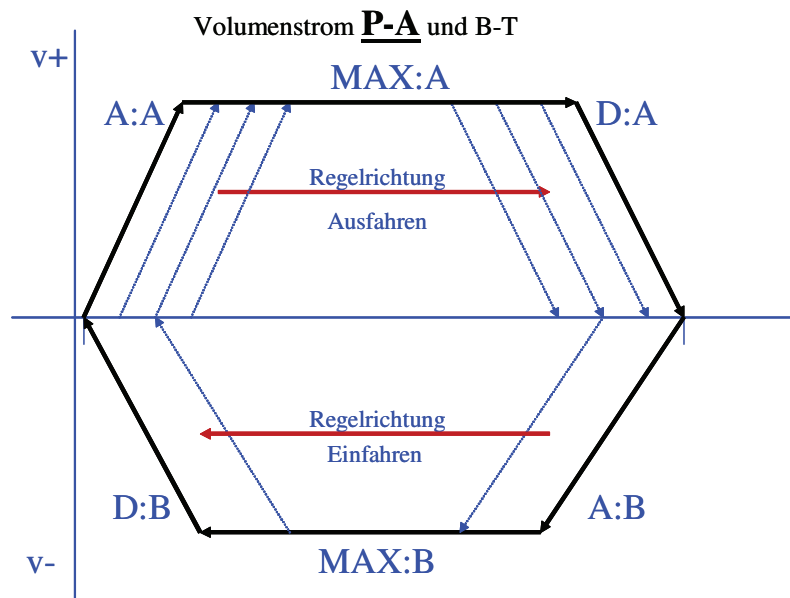 Volumenstrom P-A und B-T
v+
MAX:A
A:A
D:A
Regelrichtung
Ausfahren
Regelrichtung
Einfahren
D:B
A:B
MAX:B
v-